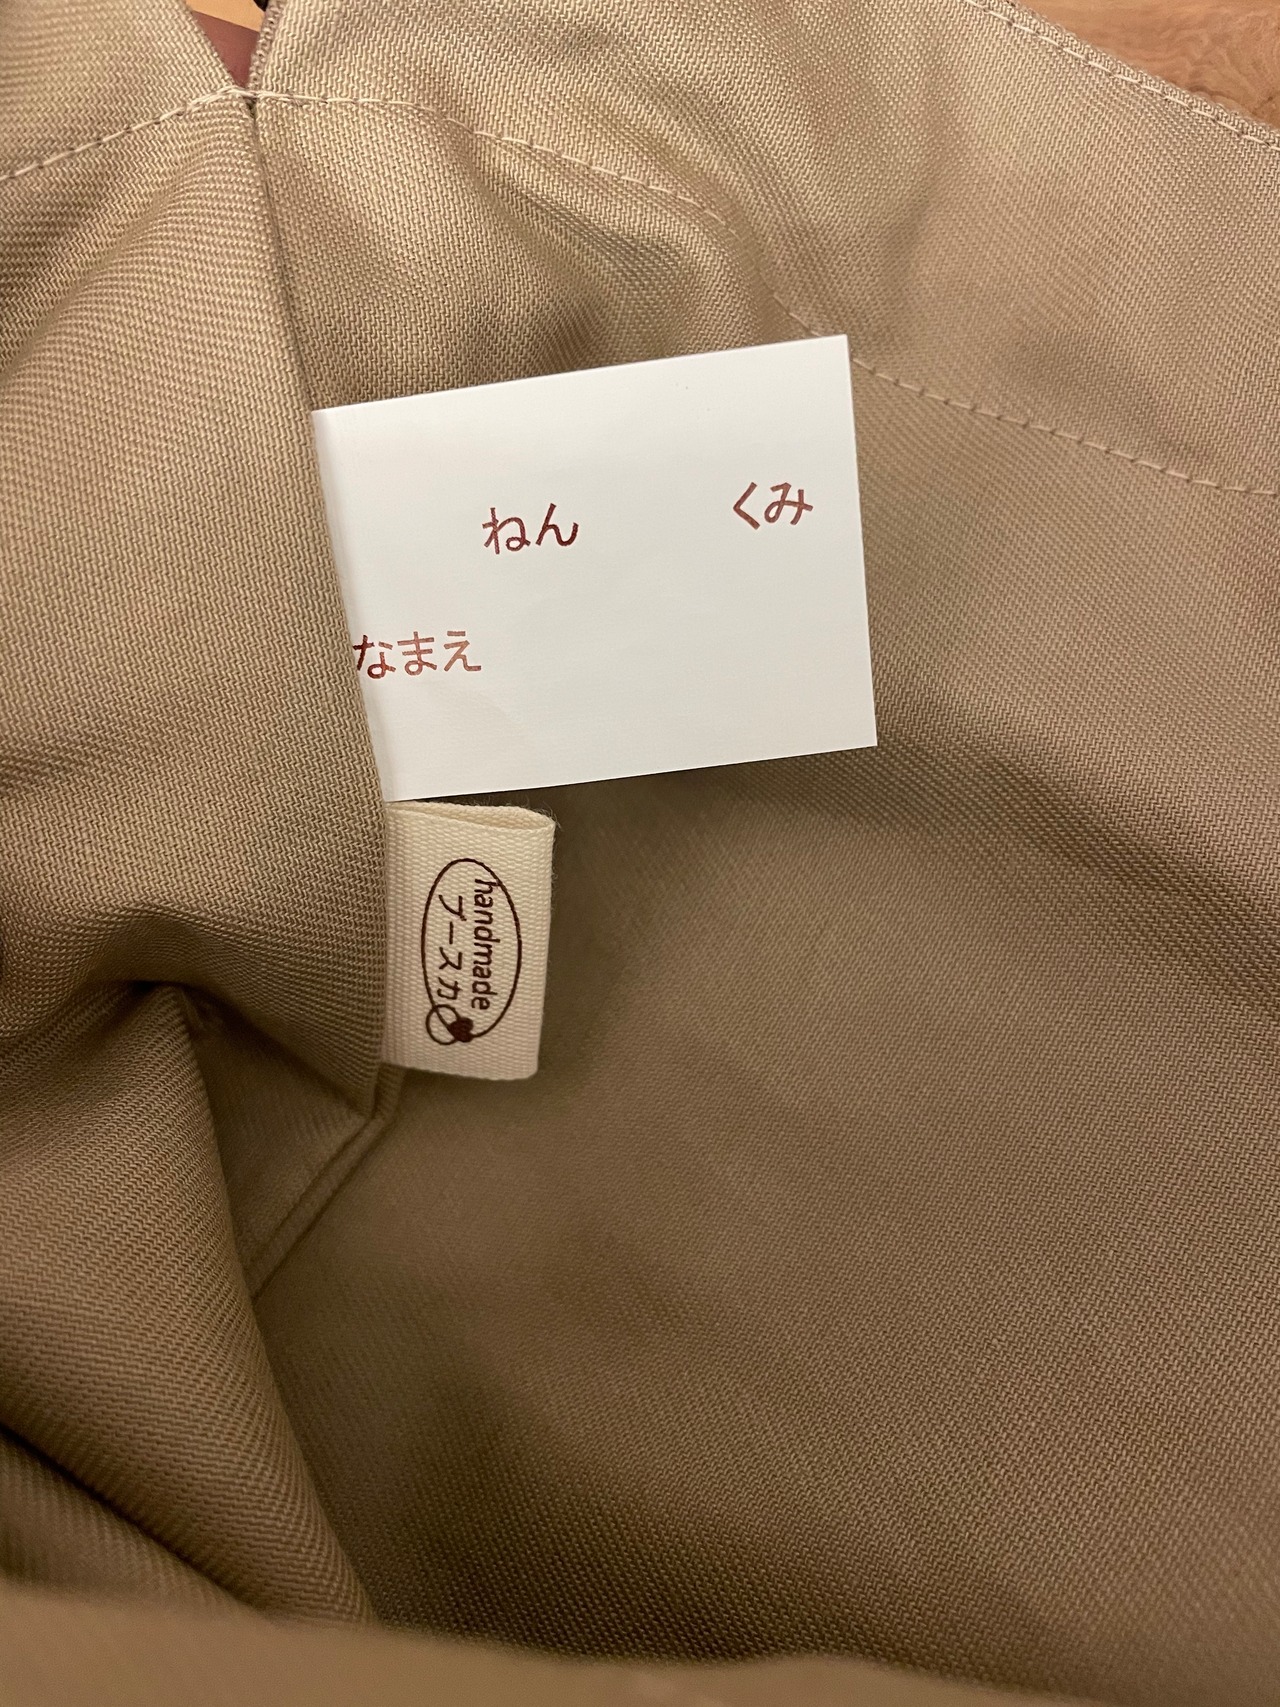 ねん くみ
なまえ
handmade
ブースカ